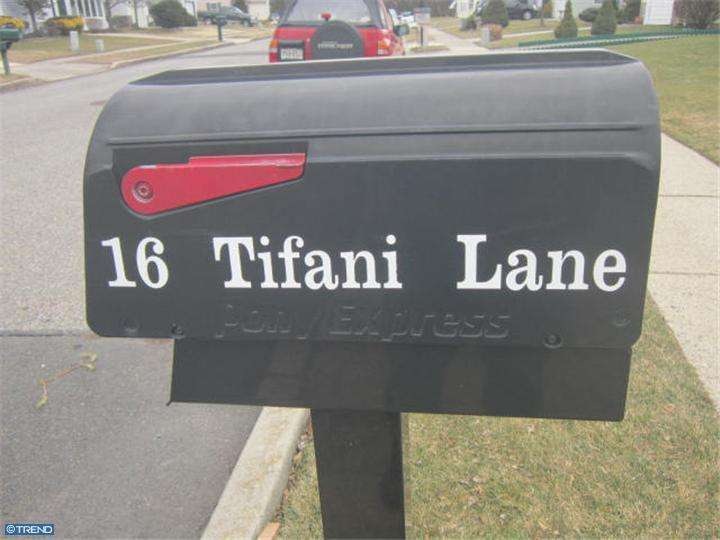 16 Tifani Lane
Pony Express
©TREND